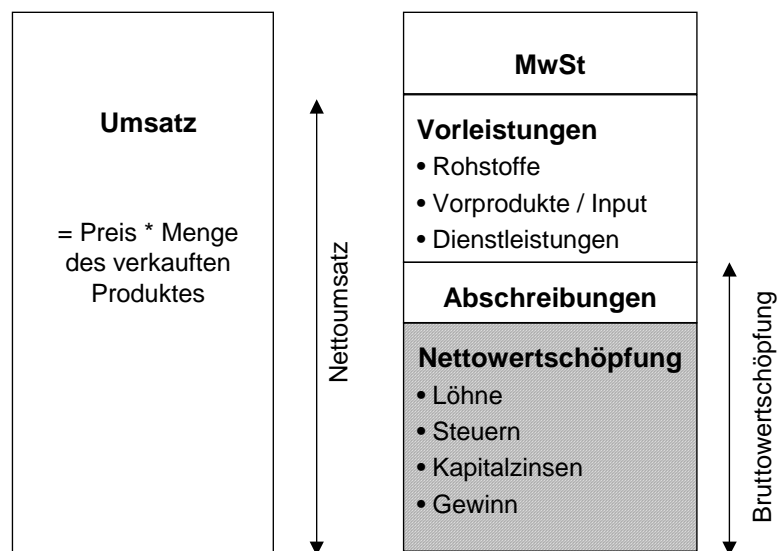 Umsatz
= Preis * Menge
des verkauften
Produktes
Nettoumsatz
MwSt
Vorleistungen
• Rohstoffe
• Vorprodukte / Input
• Dienstleistungen
Abschreibungen
Nettowertschöpfung
• Löhne
• Steuern
• Kapitalzinsen
• Gewinn
Bruttowertschöpfung